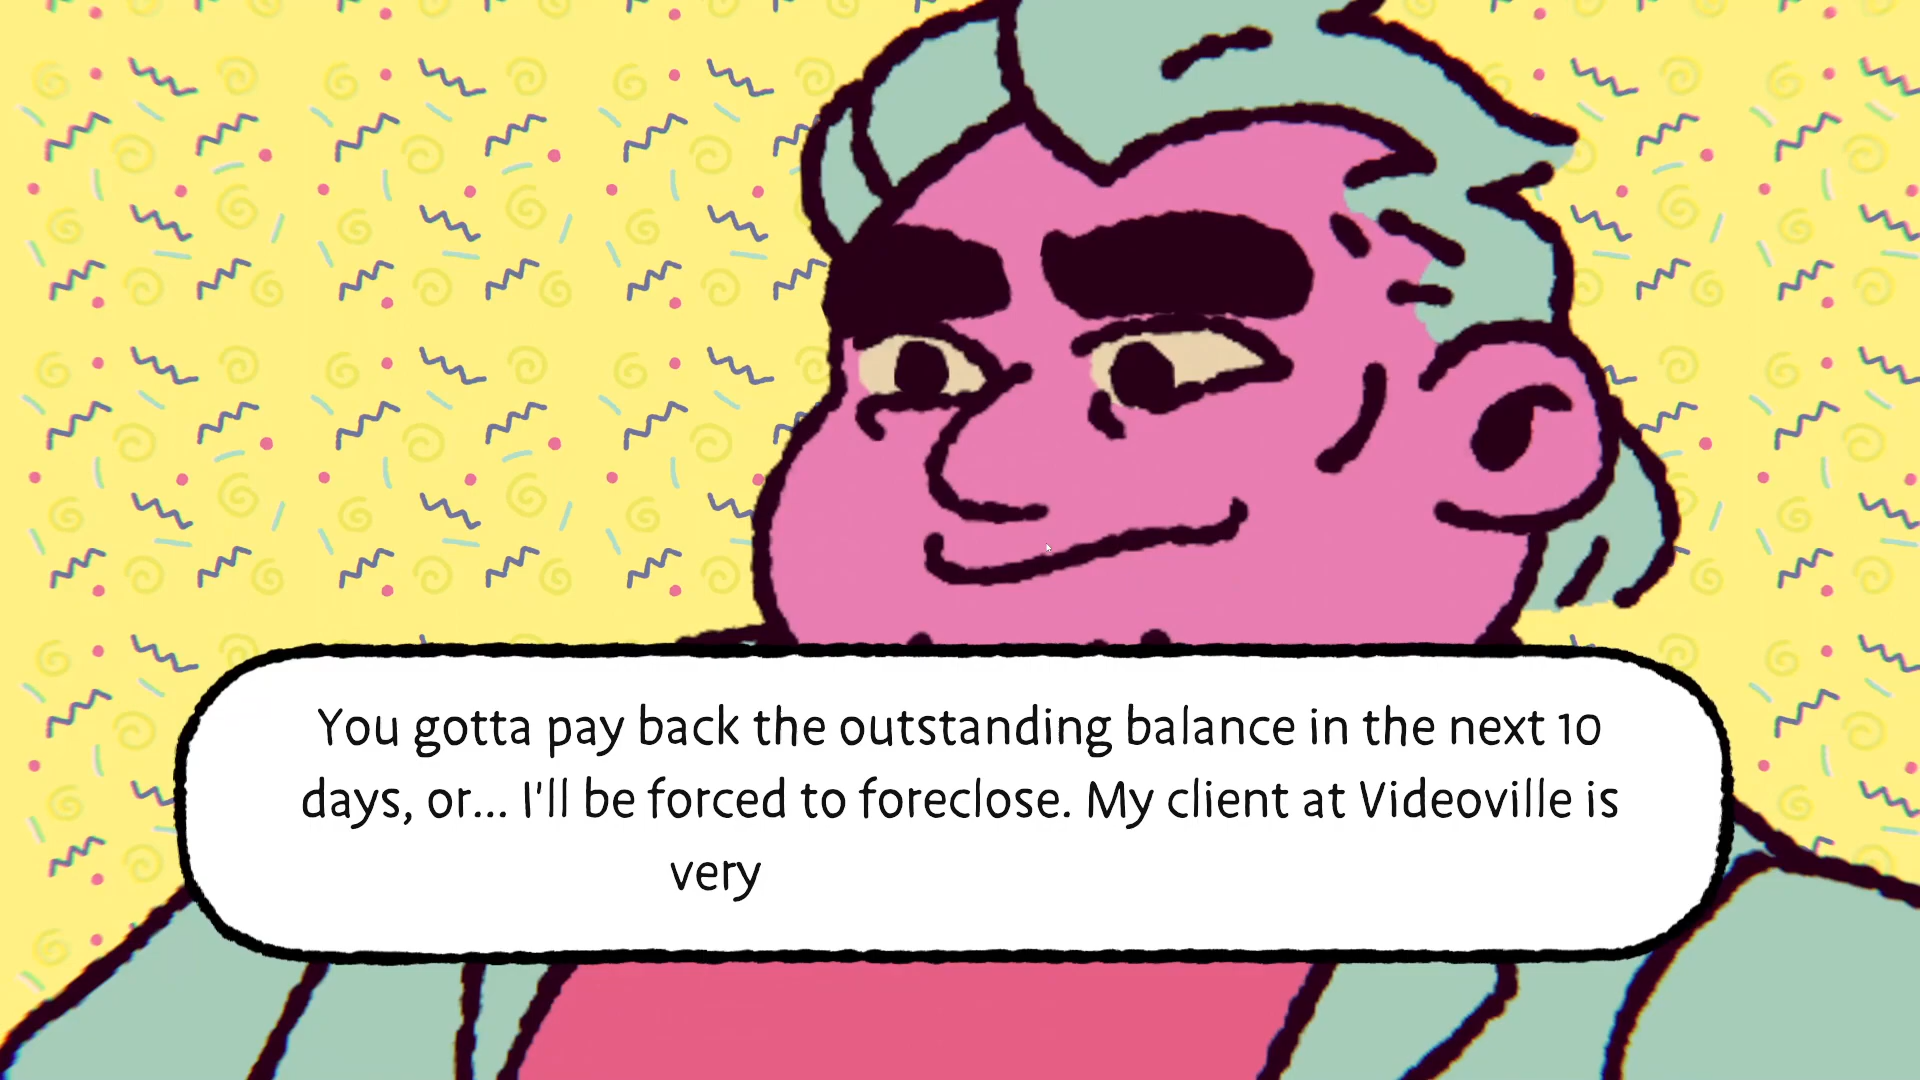 You gotta pay back the outstanding balance in the next 10
days, or... I'll be forced to foreclose. My client at Videoville is
very